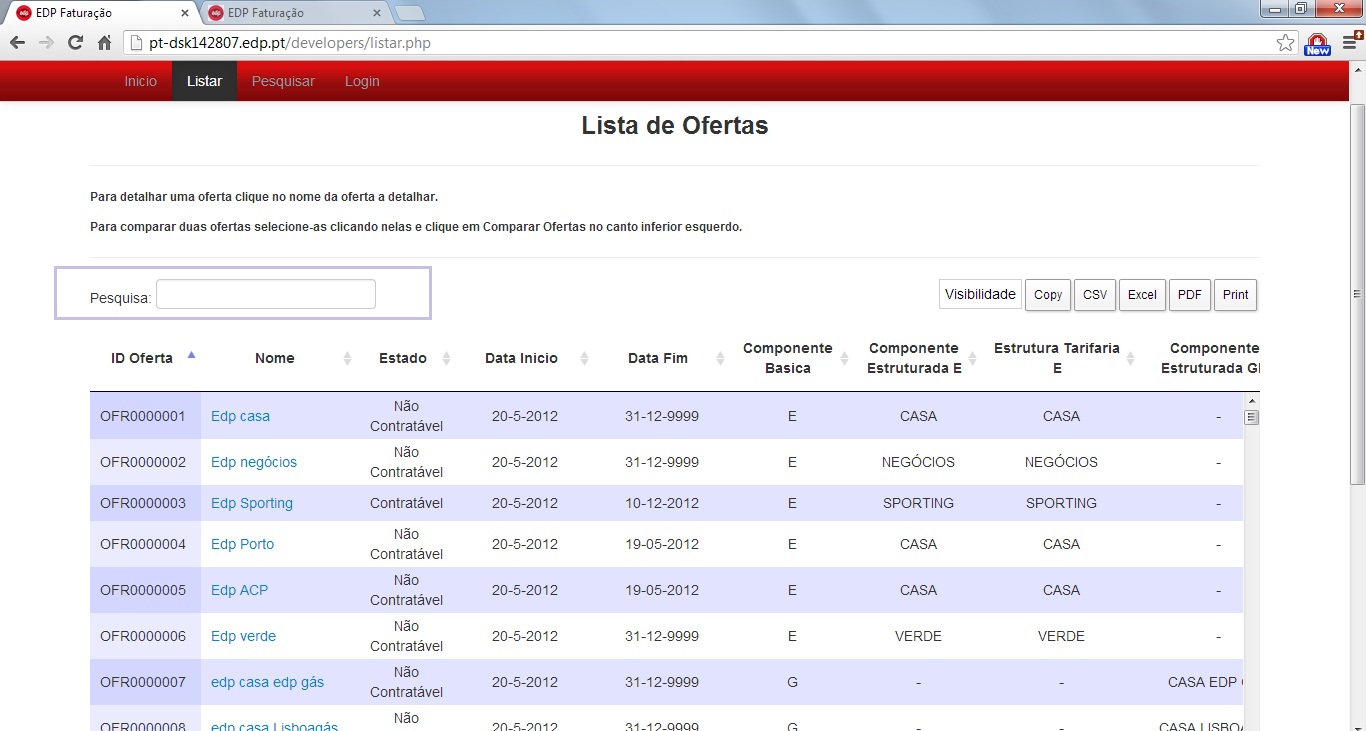 EDP Faturação
EDP Faturação
pt-dsk142807.edp.pt/developers/listar.php
New
Inicio Listar Pesquisar Login
Lista de Ofertas
Para detalhar uma oferta clique no nome da oferta a detalhar.
Para comparar duas ofertas selecione-as clicando nelas e clique em Comparar Ofertas no canto inferior esquerdo.
Pesquisa:
Visibilidade Copy CSV Excel PDF Print
ID Oferta Nome Estado Data Inicio Data Fim Componente Basica Componente Estruturada E Estrutura Tarifaria E Componente Estruturada
OFR0000001 Edp casa Não Contratável 20-5-2012 31-12-9999 E CASA CASA -
OFR0000002 Edp negócios Não Contratável 20-5-2012 31-12-9999 E NEGÓCIOS NEGÓCIOS -
OFR0000003 Edp Sporting Contratável 20-5-2012 10-12-2012 E SPORTING SPORTING -
OFR0000004 Edp Porto Não Contratável 20-5-2012 19-05-2012 E CASA CASA -
OFR0000005 Edp ACP Não Contratável 20-5-2012 19-05-2012 E CASA CASA -
OFR0000006 Edp verde Não Contratável 20-5-2012 31-12-9999 E VERDE VERDE -
OFR0000007 edp casa edp gás Não Contratável 20-5-2012 31-12-9999 G - - CASA EDP
OFR0000008 edp casa Lisboagás Não 20-5-2012 31-12-9999 G - - CASA